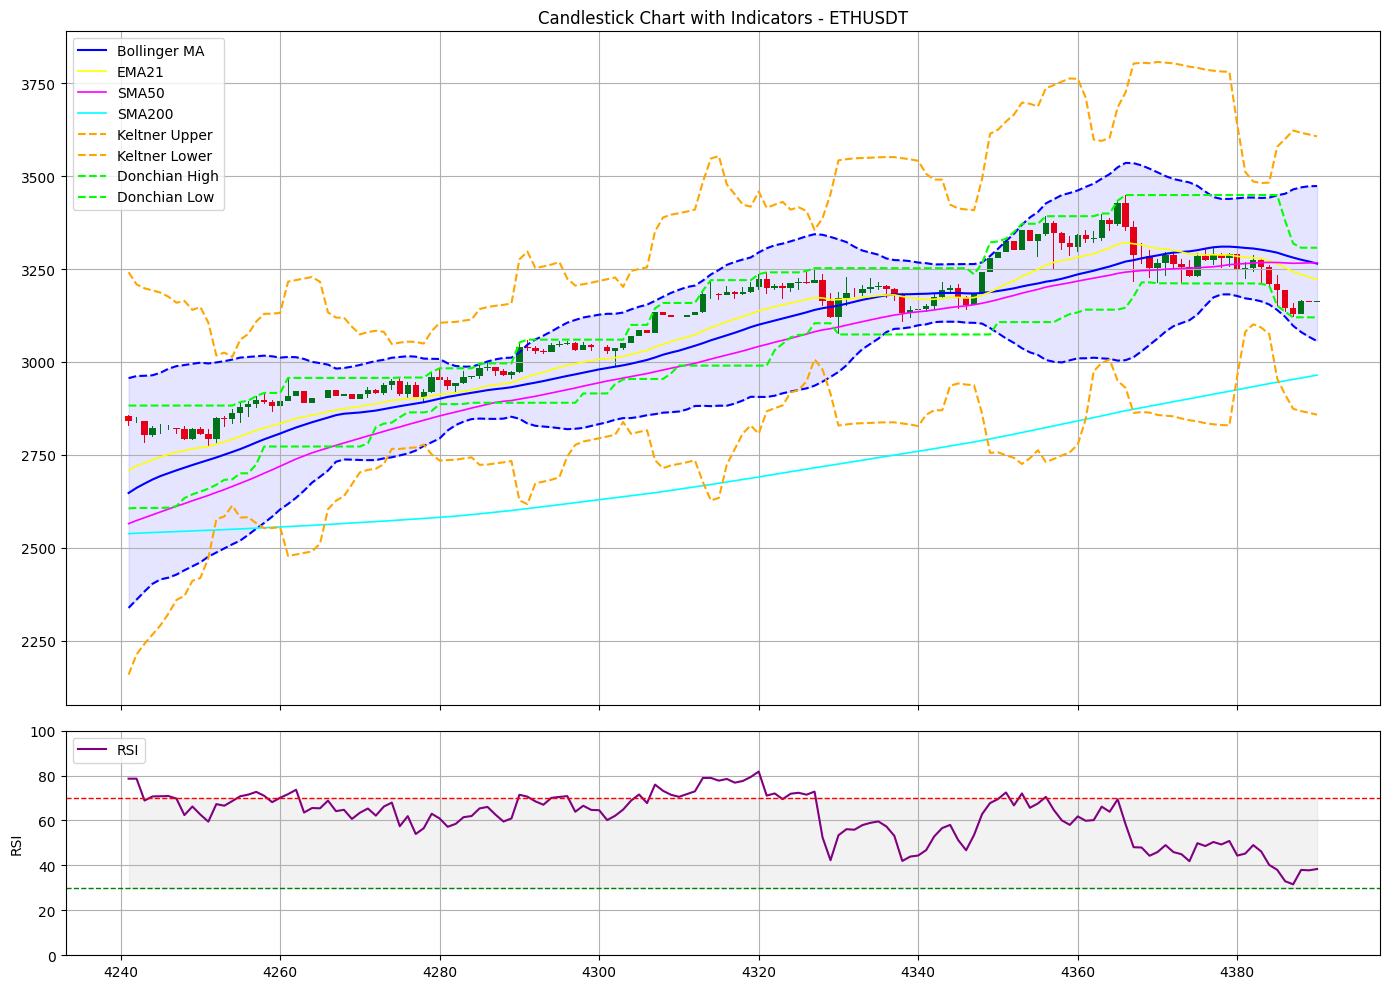 Candlestick Chart with Indicators - ETHUSDT
Bollinger MA
EMA21
SMA50
SMA200
Keltner Upper
Keltner Lower
Donchian High
Donchian Low
3750
3500
3250
3000
2750
2500
2250
RSI
100
80
60
40
20
0
RSI
4240
4260
4280
4300
4320
4340
4360
4380